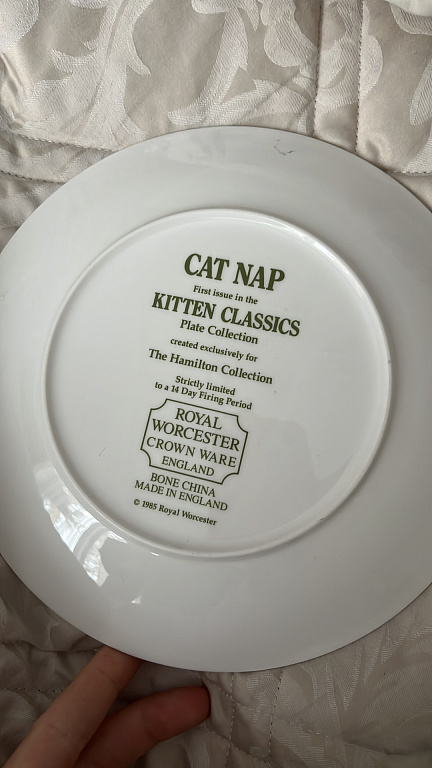 CAT NAP
First issue in the
KITTEN CLASSICS
Plate Collection
created exclusively for
The Hamilton Collection
Strictly limited
to a 14 Day Firing Period
ROYAL
WORCESTER
CROWN WARE
ENGLAND
BONE CHINA
MADE IN ENGLAND
© 1985 Royal Worcester